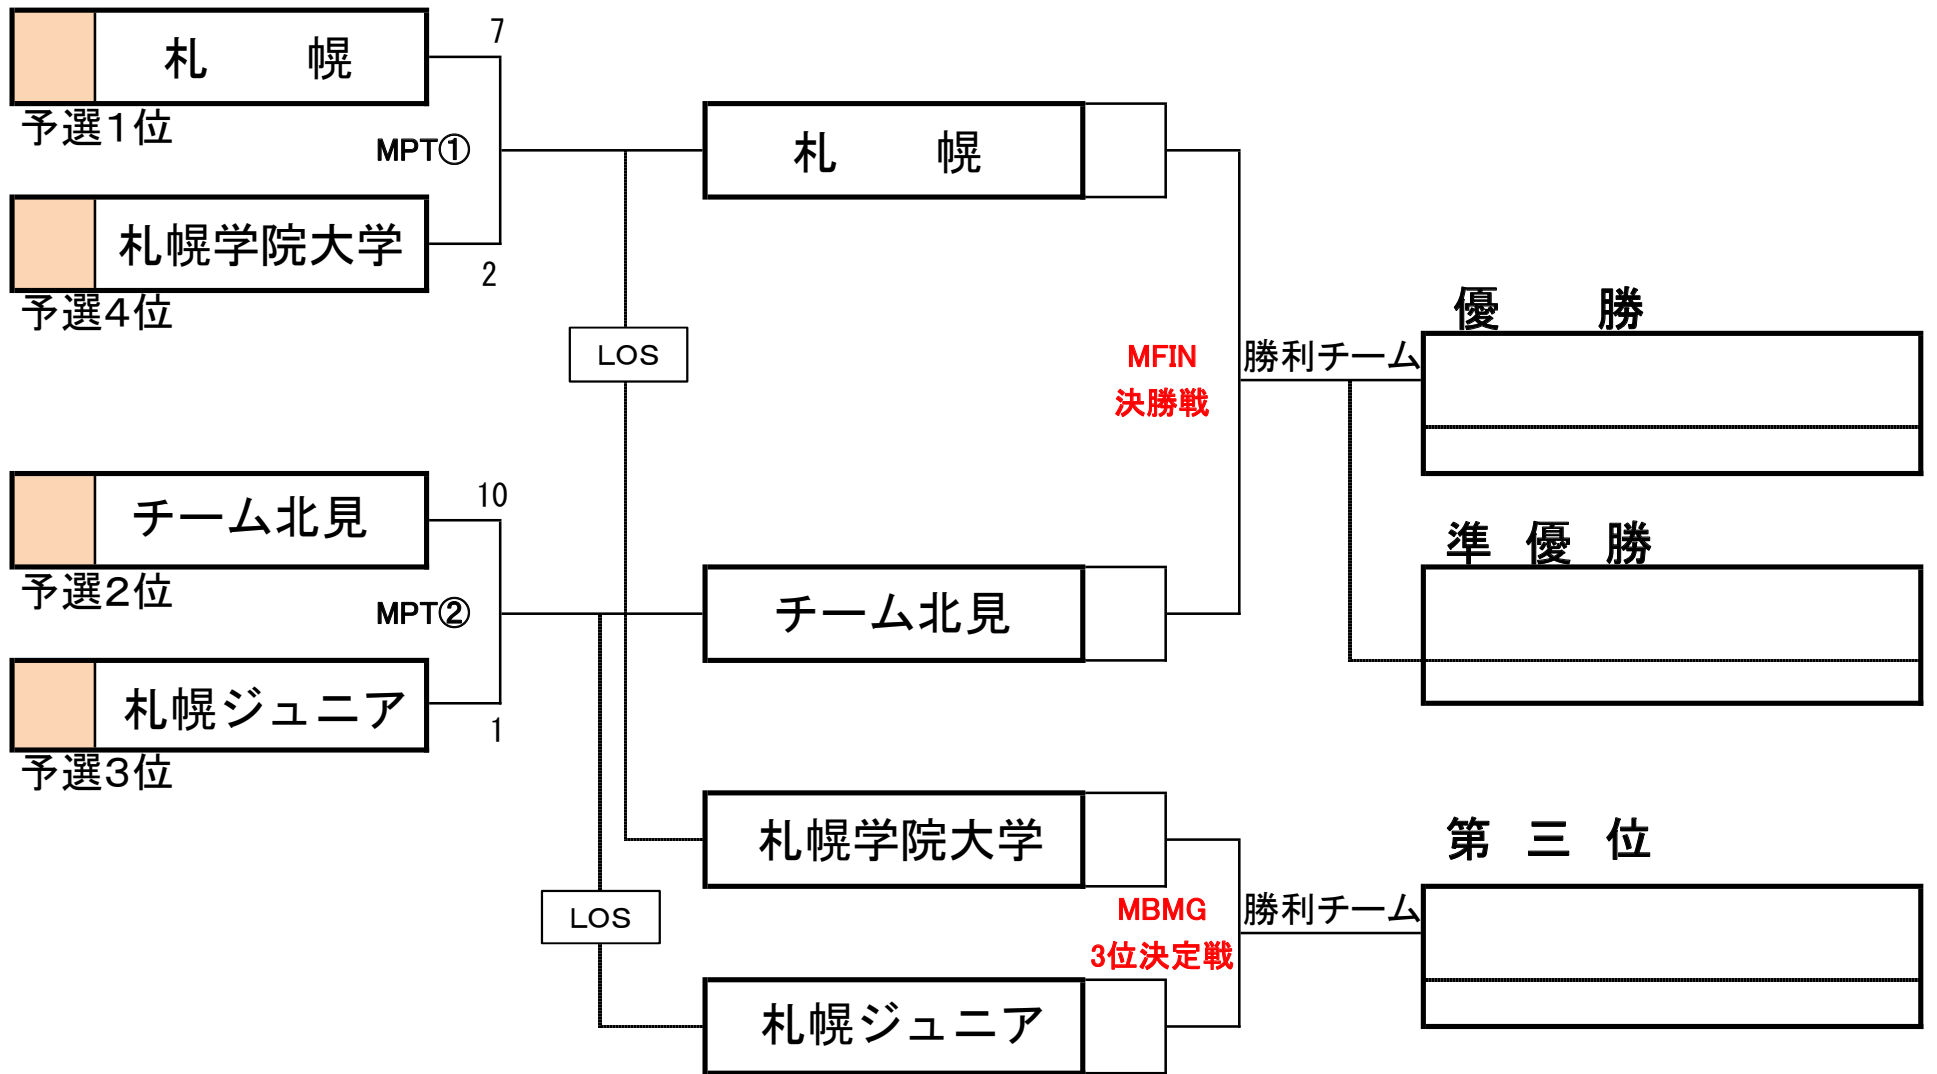 札　幌
7
予選1位
MPT①
札幌学院大学
2
予選4位
チーム北見
10
予選2位
MPT②
札幌ジュニア
1
予選3位
LOS
LOS
札　幌
チーム北見
MFIN
決勝戦
勝利チーム
札幌学院大学
札幌ジュニア
MBMG
3位決定戦
勝利チーム
優　勝
準 優 勝
第 三 位